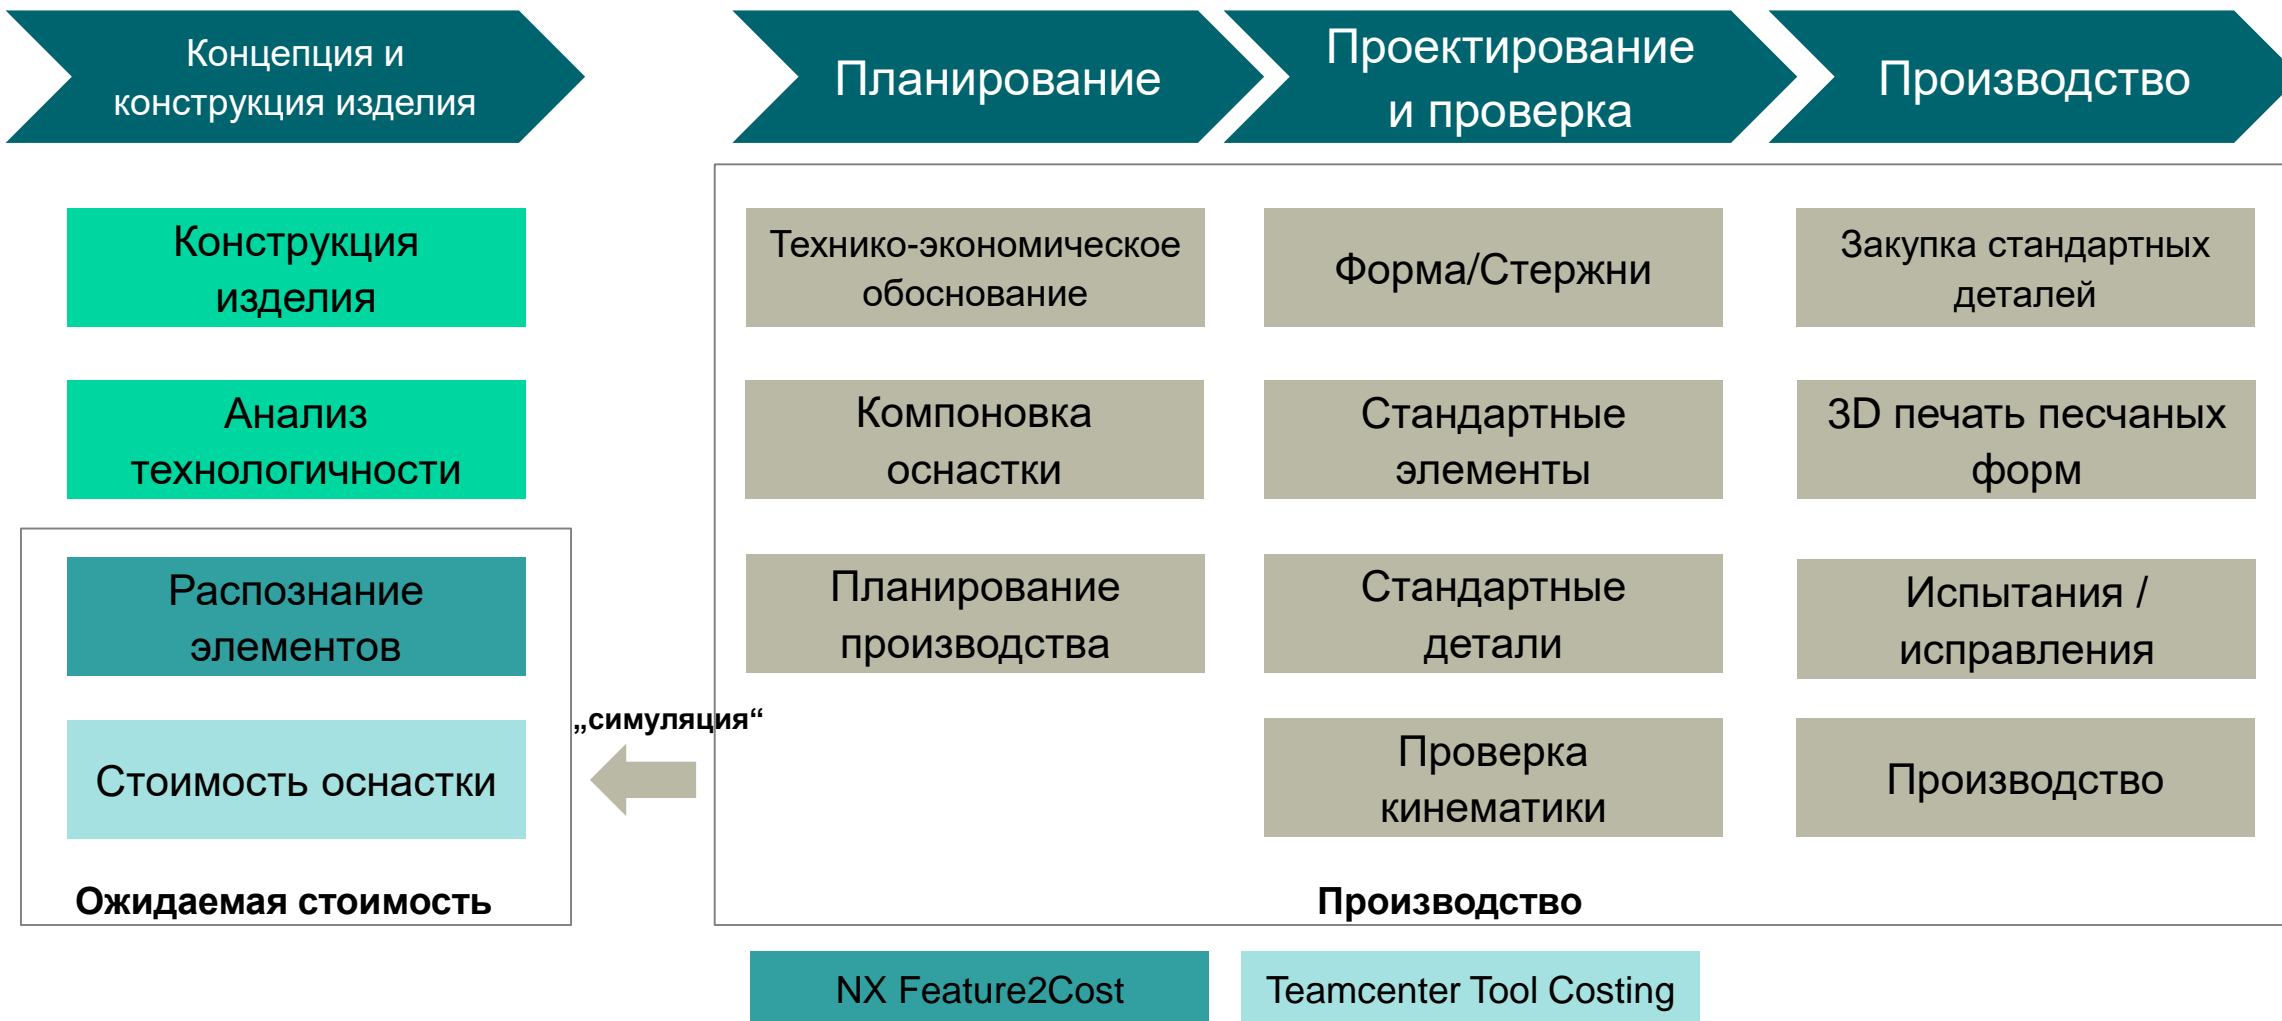 Концепция и
конструкция изделия
Планирование
Проектирование
и проверка
Производство
Конструкция
изделия
Анализ
технологичности
Распознание
элементов
Стоимость оснастки
Ожидаемая стоимость
„симуляция“
Технико-экономическое
обоснование
Компоновка
оснастки
Планирование
производства
Форма/Стержни
Стандартные
элементы
Стандартные
детали
Проверка
кинематики
Закупка стандартных
деталей
3D печать песчаных
форм
Испытания /
исправления
Производство
Производство
NX Feature2Cost
Teamcenter Tool Costing